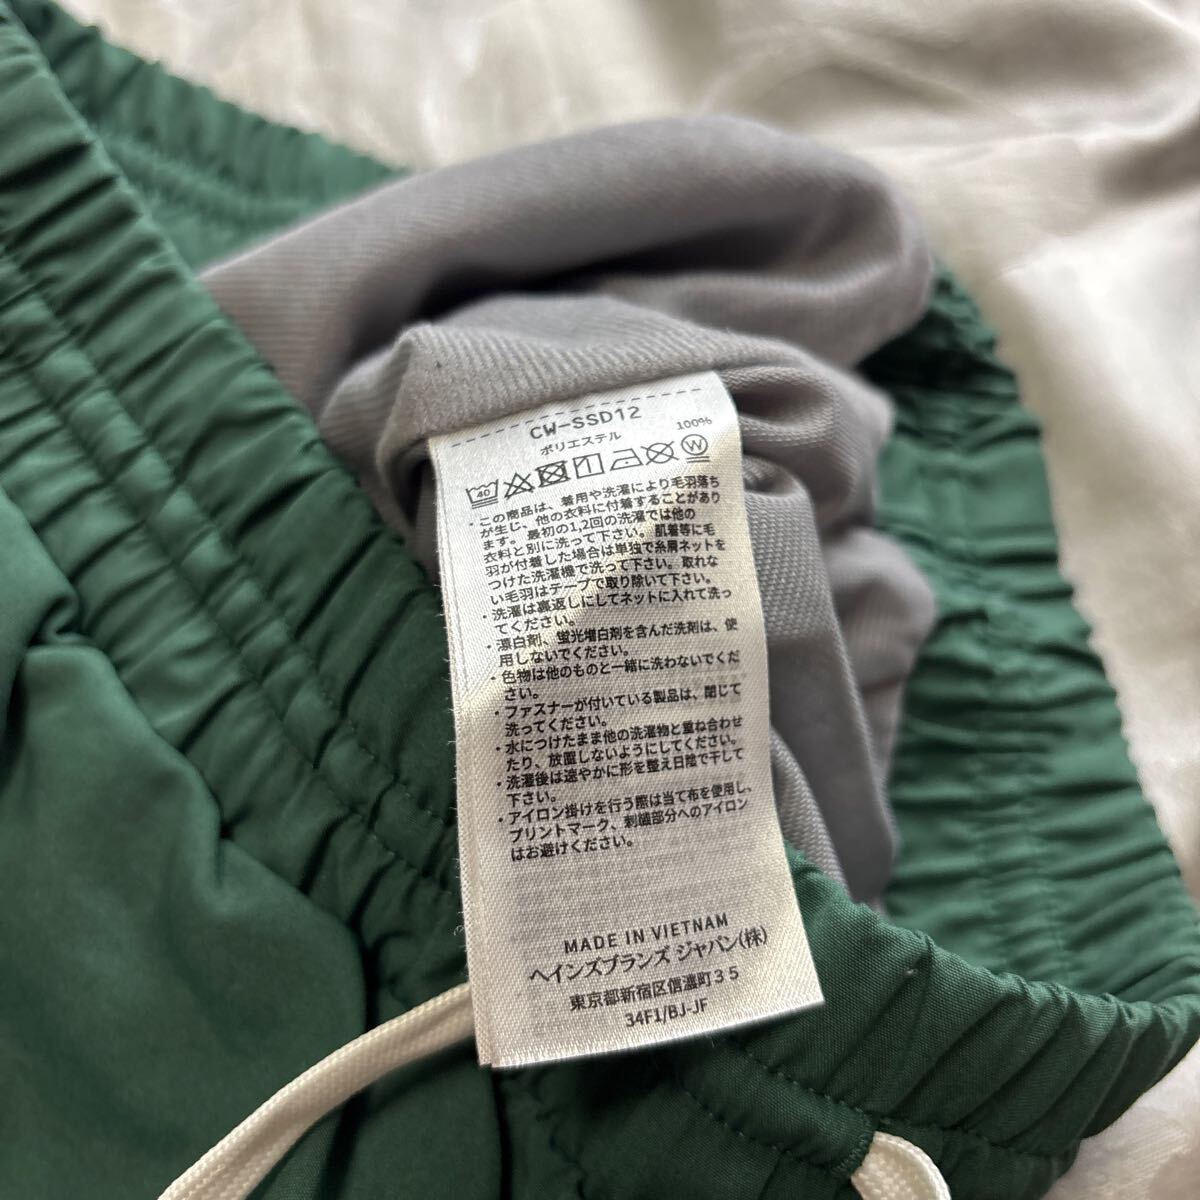 CW-SSD12
ポリエステル 100%
40 W
・この商品は、着用や洗濯により毛羽落ち
が生じ、他の衣料に付着することがあり
ます。最初の1,2回の洗濯では他の
衣料と別に洗って下さい。肌着等に毛
羽が付着した場合は単独で糸屑ネットを
つけた洗濯機で洗って下さい。取れな
い毛羽はテープで取り除いて下さい。
・洗濯は裏返しにしてネットに入れて洗っ
てください。
・漂白剤、蛍光増白剤を含んだ洗剤は、使
用しないでください。
・色物は他のものと一緒に洗わないでくだ
さい。
・ファスナーが付いている製品は、閉じて
洗ってください。
・水につけたまま他の洗濯物と重ね合わせ
たり、放置しないようにしてください。
・洗濯後は速やかに形を整え日陰で干して
下さい。
・アイロン掛けを行う際は当て布を使用し、
プリントマーク、刺繍部分へのアイロン
はお避けください。
MADE IN VIETNAM
ヘインズブランズ ジャパン(株)
東京都新宿区信濃町35
34F1/BJ-JF